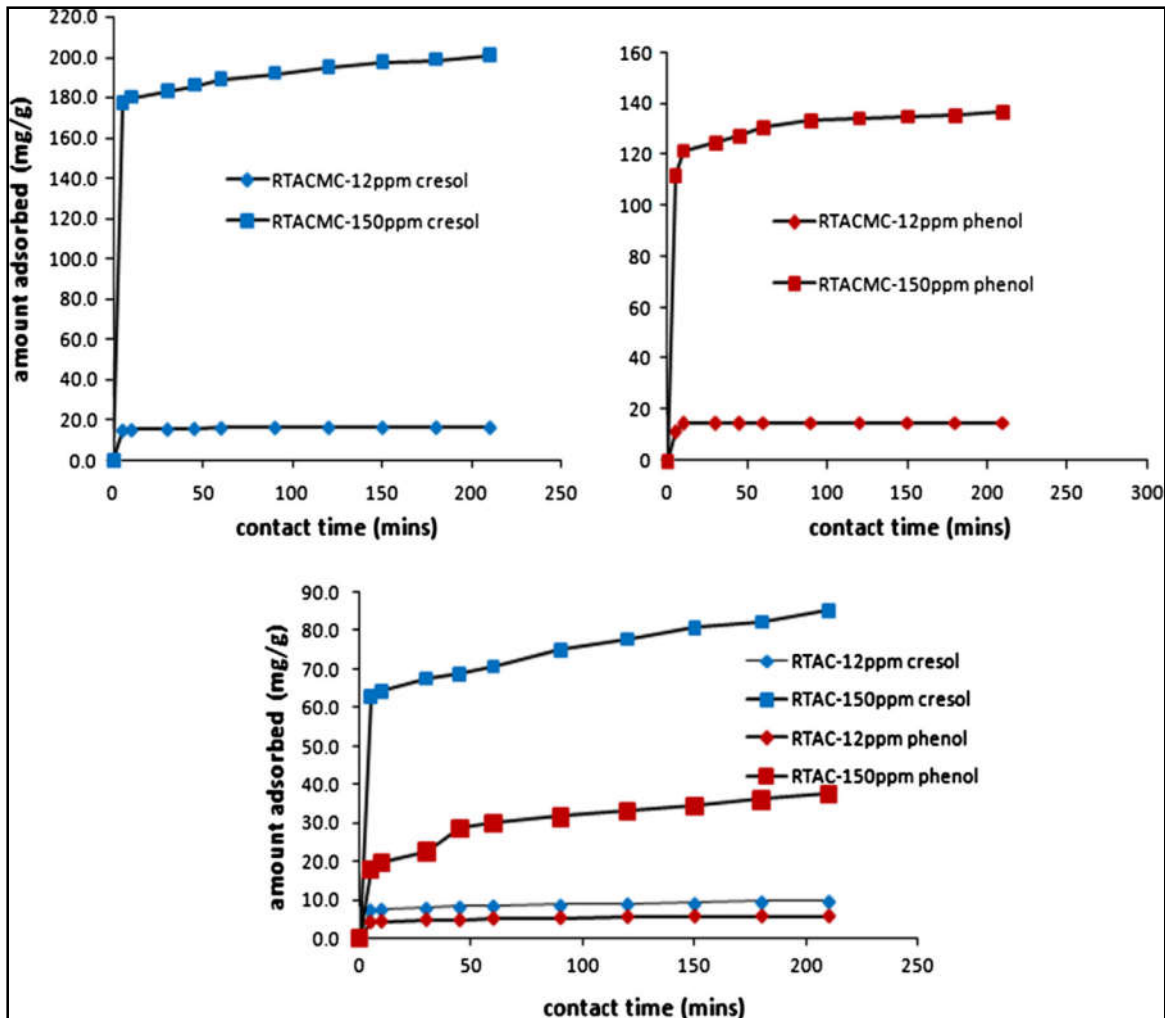 220.0
200.0
180.0
160.0
140.0
120.0
100.0
80.0
60.0
40.0
20.0
0.0
amount adsorbed (mg/g)
RTACMC-12ppm cresol
RTACMC-150ppm cresol
0 50 100 150 200 250
contact time (mins)
160
140
120
100
80
60
40
20
0
RTACMC-12ppm phenol
RTACMC-150ppm phenol
0 50 100 150 200 250 300
contact time (mins)
90.0
80.0
70.0
60.0
50.0
40.0
30.0
20.0
10.0
0.0
amount adsorbed (mg/g)
RTAC-12ppm cresol
RTAC-150ppm cresol
RTAC-12ppm phenol
RTAC-150ppm phenol
0 50 100 150 200 250
contact time (mins)